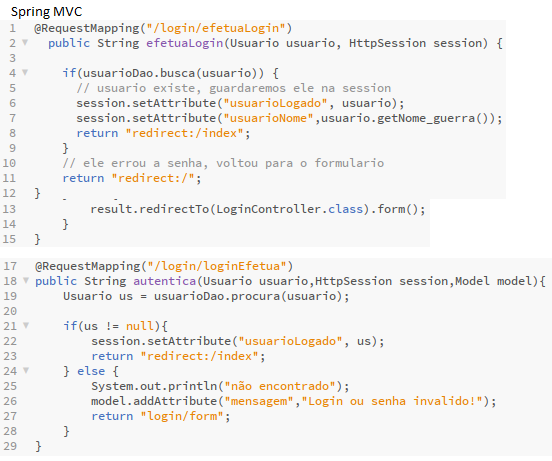 Spring MVC
1 @RequestMapping("/login/efetuaLogin")
2 public String efetuaLogin(Usuario usuario, HttpSession session) {
3
4 if(usuarioDao.busca(usuario)) {
5 // usuario existe, guardaremos ele na session
6 session.setAttribute("usuarioLogado", usuario);
7 session.setAttribute("usuarioNome",usuario.getNome_guerra());
8 return "redirect:/index";
9 }
10 // ele errou a senha, voltou para o formulario
11 return "redirect:/";
12 }
13 result.redirectTo(LoginController.class).form();
14 }
15 }
17 @RequestMapping("/login/loginEfetua")
18 public String autentica(Usuario usuario,HttpSession session,Model model){
19 Usuario us = usuarioDao.procura(usuario);
20
21 if(us != null){
22 session.setAttribute("usuarioLogado", us);
23 return "redirect:/index";
24 } else {
25 System.out.println("não encontrado");
26 model.addAttribute("mensagem","Login ou senha invalido!");
27 return "login/form";
28 }
29 }